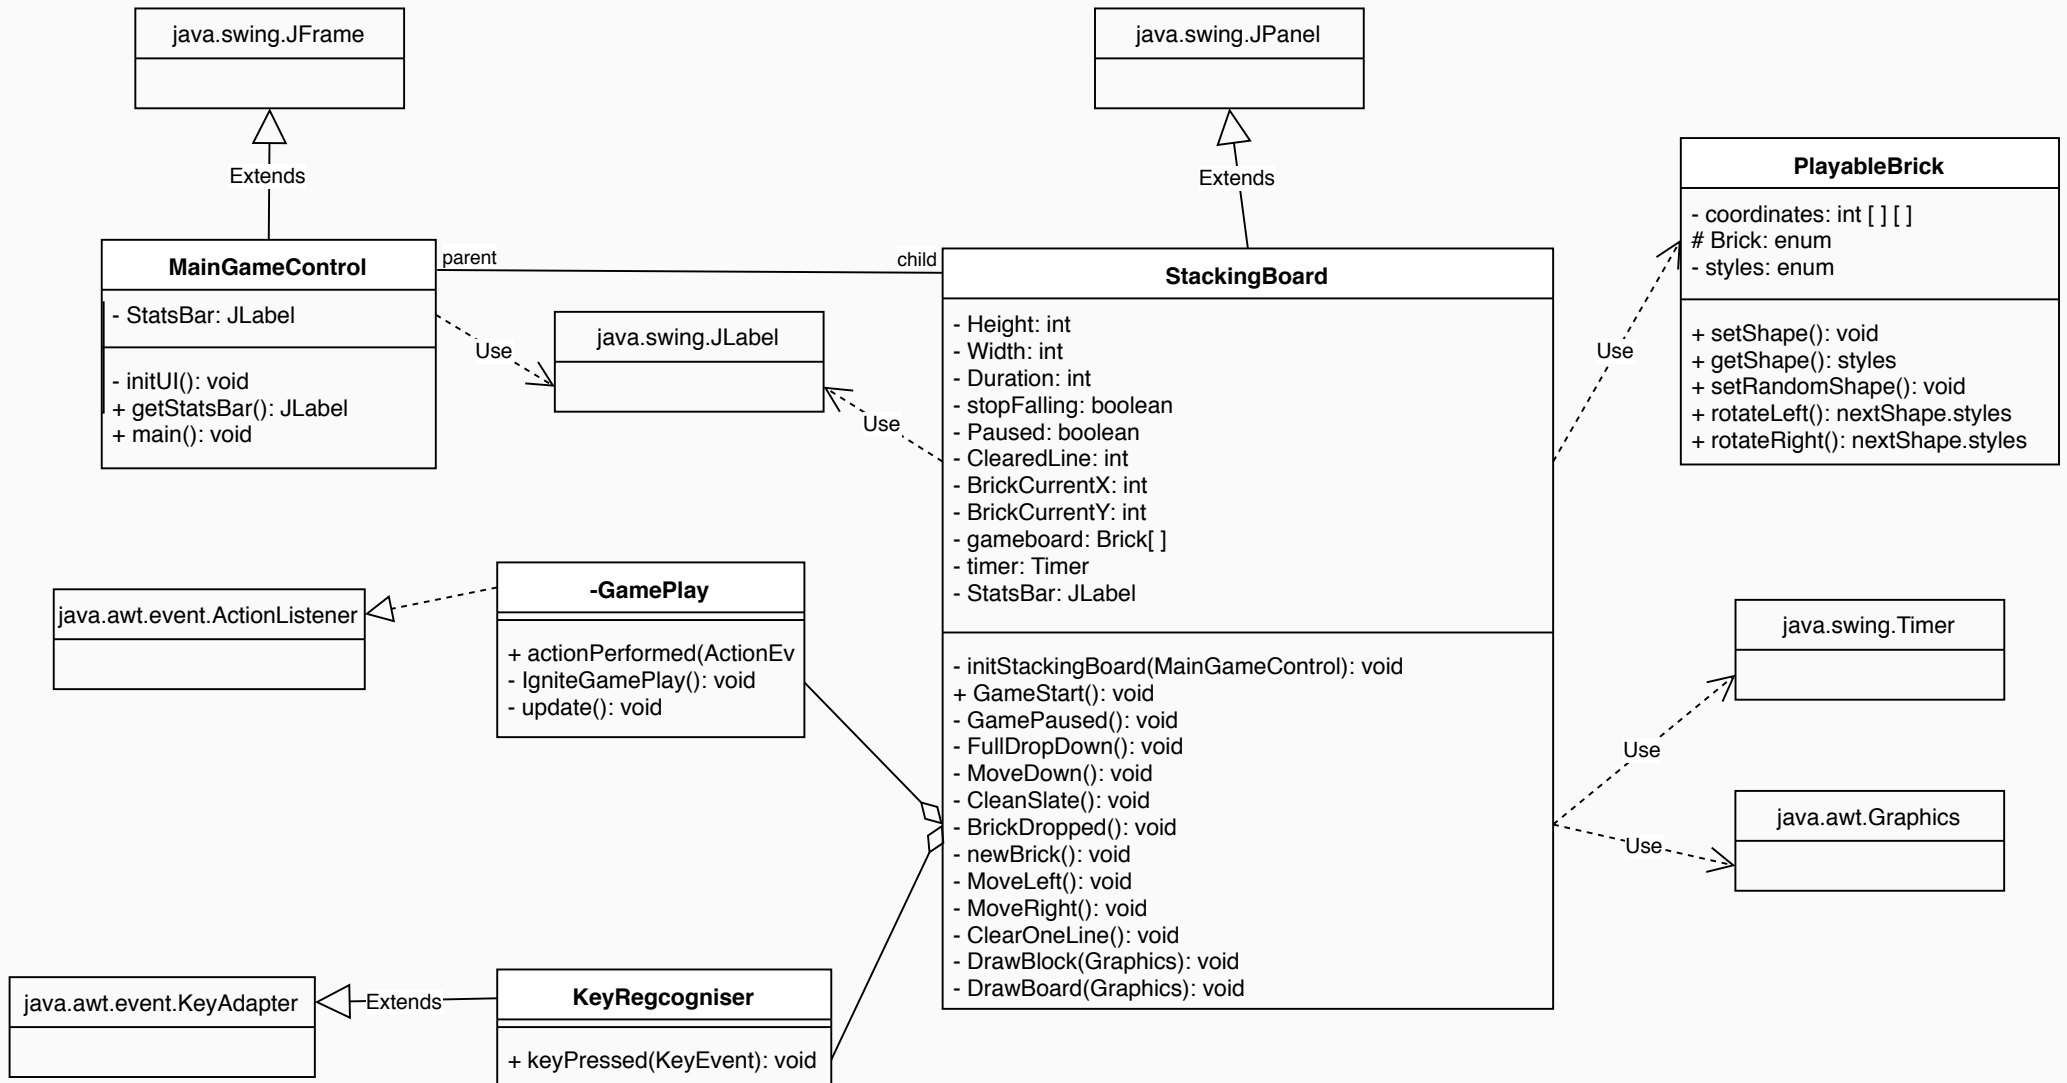 java.swing.JFrame
Extends
java.swing.JPanel
Extends
MainGameControl
- StatsBar: JLabel
- initUI(): void
+ getStatsBar(): JLabel
+ main(): void
parent
child
Use
java.swing.JLabel
Use
StackingBoard
- Height: int
- Width: int
- Duration: int
- stopFalling: boolean
- Paused: boolean
- ClearedLine: int
- BrickCurrentX: int
- BrickCurrentY: int
- gameboard: Brick[ ]
- timer: Timer
- StatsBar: JLabel
- initStackingBoard(MainGameControl): void
+ GameStart(): void
- GamePaused(): void
- FullDropDown(): void
- MoveDown(): void
- CleanSlate(): void
- BrickDropped(): void
- newBrick(): void
- MoveLeft(): void
- MoveRight(): void
- ClearOneLine(): void
- DrawBlock(Graphics): void
- DrawBoard(Graphics): void
PlayableBrick
- coordinates: int [ ] [ ]
# Brick: enum
- styles: enum
+ setShape(): void
+ getShape(): styles
+ setRandomShape(): void
+ rotateLeft(): nextShape.styles
+ rotateRight(): nextShape.styles
Use
java.awt.event.ActionListener
-GamePlay
+ actionPerformed(ActionEv
- IgniteGamePlay(): void
- update(): void
java.swing.Timer
Use
java.awt.Graphics
Use
java.awt.event.KeyAdapter
Extends
KeyRegcogniser
+ keyPressed(KeyEvent): void